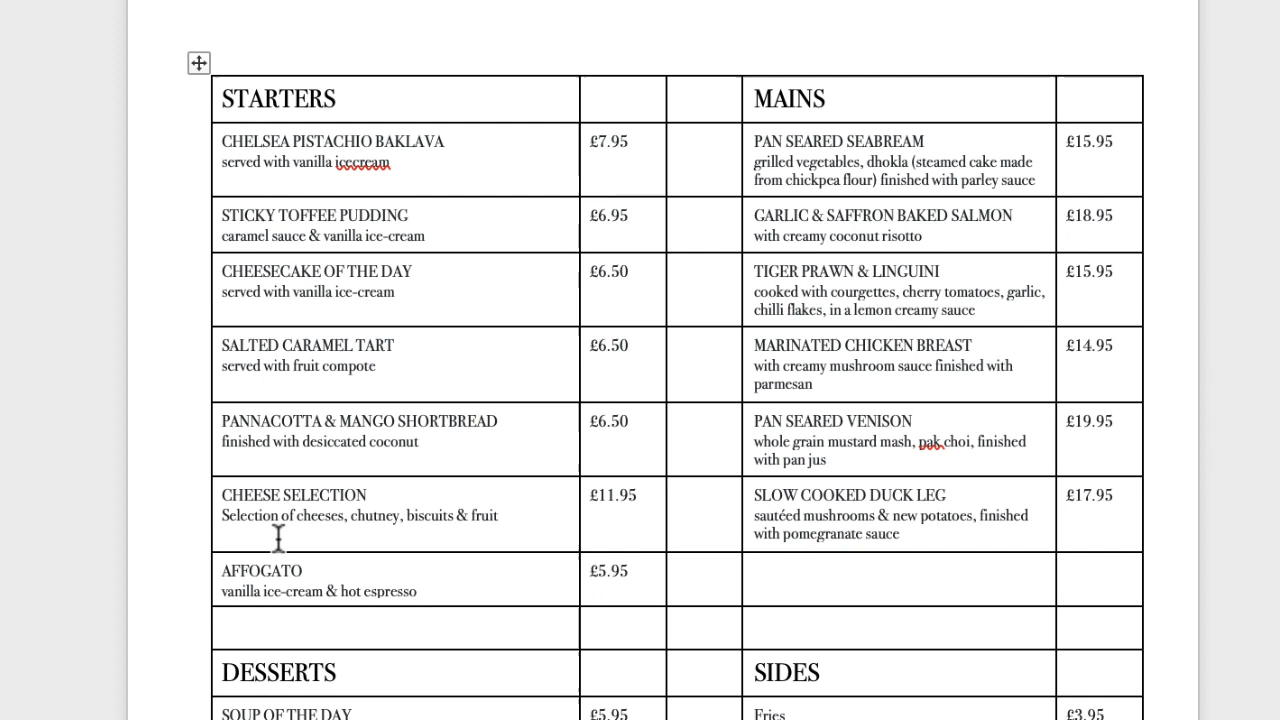 STARTERS
CHELSEA PISTACHIO BAKLAVA £7.95
served with vanilla icecream
STICKY TOFFEE PUDDING £6.95
caramel sauce & vanilla ice-cream
CHEESECAKE OF THE DAY £6.50
served with vanilla ice-cream
SALTED CARAMEL TART £6.50
served with fruit compote
PANNACOTTA & MANGO SHORTBREAD £6.50
finished with desiccated coconut
CHEESE SELECTION £11.95
Selection of cheeses, chutney, biscuits & fruit
AFFOGATO £5.95
vanilla ice-cream & hot espresso
MAINS
PAN SEARED SEABREAM £15.95
grilled vegetables, dhokla (steamed cake made
from chickpea flour) finished with parley sauce
GARLIC & SAFFRON BAKED SALMON £18.95
with creamy coconut risotto
TIGER PRAWN & LINGUINI £15.95
cooked with courgettes, cherry tomatoes, garlic,
chilli flakes, in a lemon creamy sauce
MARINATED CHICKEN BREAST £14.95
with creamy mushroom sauce finished with
parmesan
PAN SEARED VENISON £19.95
whole grain mustard mash, pak choi, finished
with pan jus
SLOW COOKED DUCK LEG £17.95
sautéed mushrooms & new potatoes, finished
with pomegranate sauce
DESSERTS
SOUP OF THE DAY £5.95
SIDES
Fries £3.95